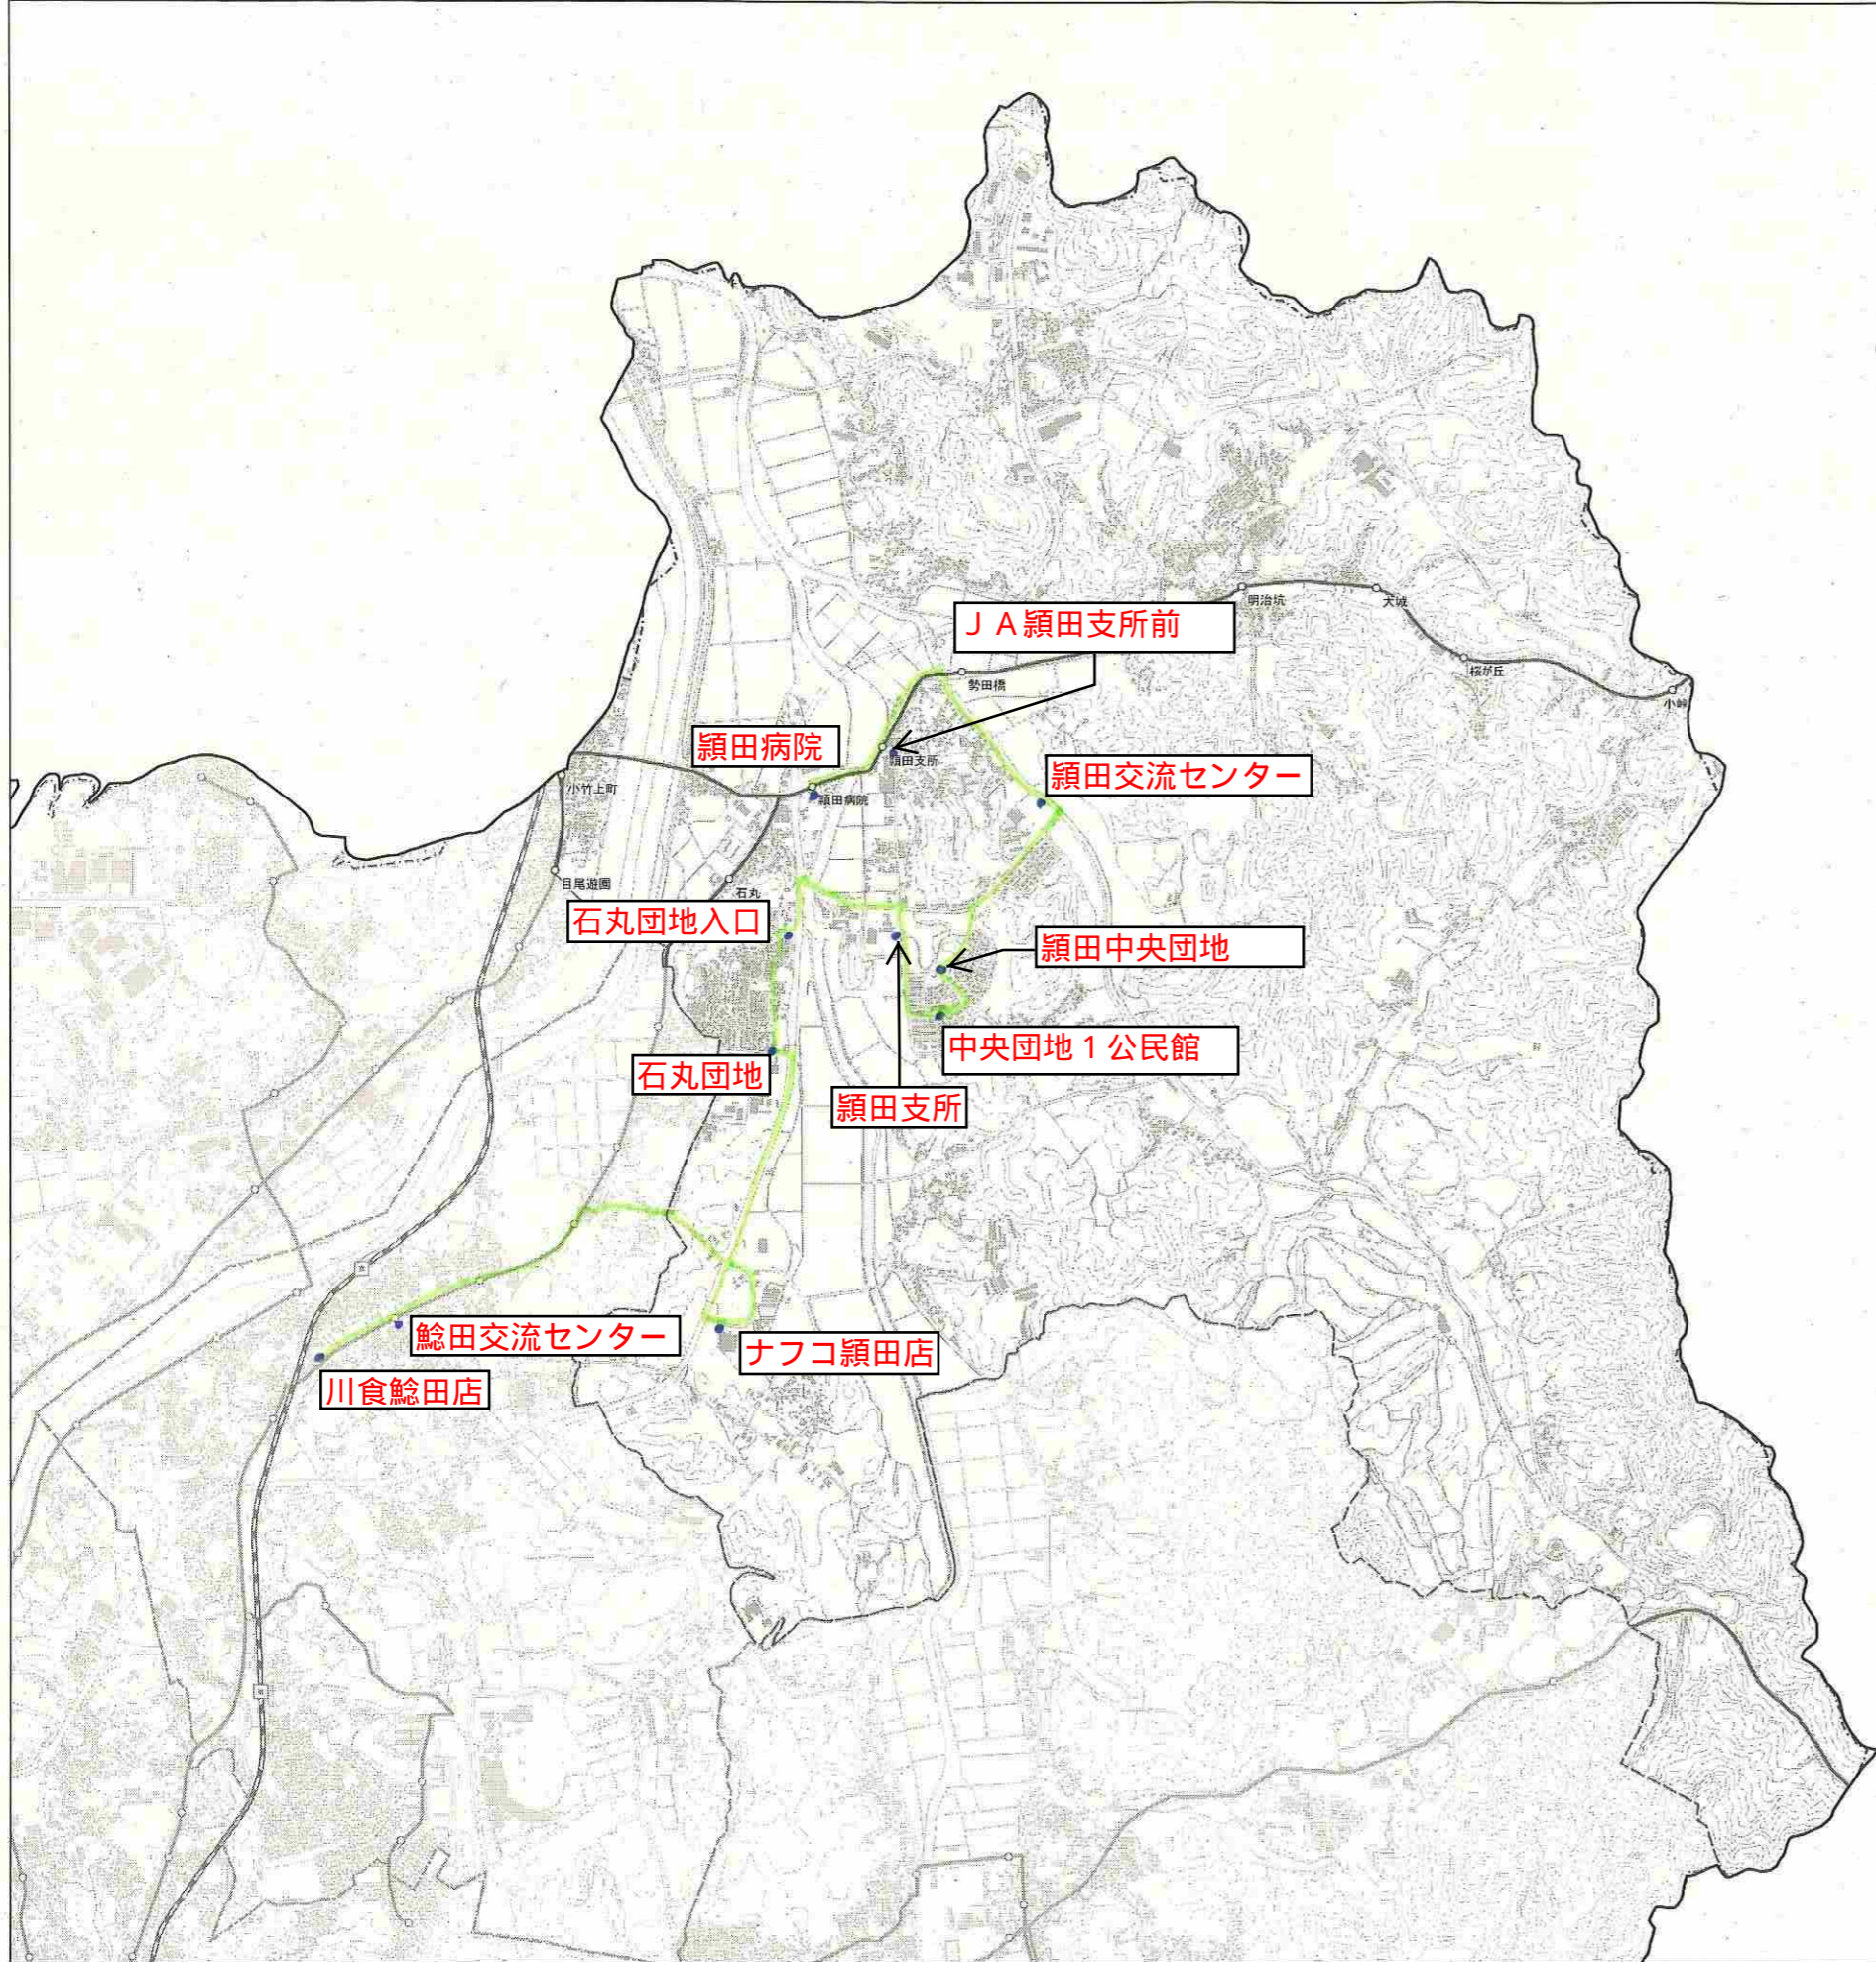 明治坑
大城
ＪＡ頴田支所前
桜が丘
勢田橋
小峠
頴田病院
頴田支所
頴田交流センター
小竹上町
頴田病院
目尾遊園
石丸
石丸団地入口
頴田中央団地
中央団地１公民館
石丸団地
頴田支所
鯰田交流センター
ナフコ頴田店
川食鯰田店